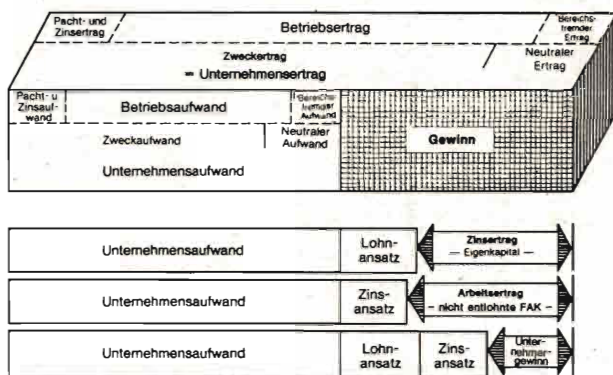 Pacht- und
Zinsertrag
Betriebsertrag
Bereichs-
fremder
Ertrag
Zweckertrag
= Unternehmensertrag
Neutraler
Ertrag
Pacht- u
Zinsauf-
wand
Betriebsaufwand
Bereichs-
fremder
Aufwand
Zweckaufwand
Neutraler
Aufwand
Gewinn
Unternehmensaufwand
Unternehmensaufwand
Lohn-
ansatz
Zinsertrag
— Eigenkapital —
Unternehmensaufwand
Zins-
ansatz
Arbeitsertrag
– nicht entlohnte FAK –
Unternehmensaufwand
Lohn-
ansatz
Zins-
ansatz
Unter-
nehmer-
gewinn